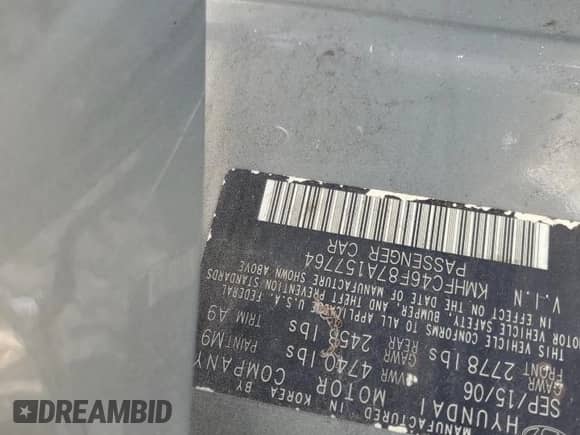 MANUFACTURED IN KOREA BY
HYUNDAI MOTOR COMPANY
SEP/15/06 PAINT M9 TRIM A9
GVWR 4740 lbs
GAWR FRONT 2778 lbs GAWR REAR 2458 lbs
THIS VEHICLE CONFORMS TO ALL APPLICABLE U.S.A. FEDERAL
MOTOR VEHICLE SAFETY, BUMPER, AND THEFT PREVENTION STANDARDS
IN EFFECT ON THE DATE OF MANUFACTURE SHOWN ABOVE
V.I.N KMHFC46F87A157764
PASSENGER CAR
DREAMBID